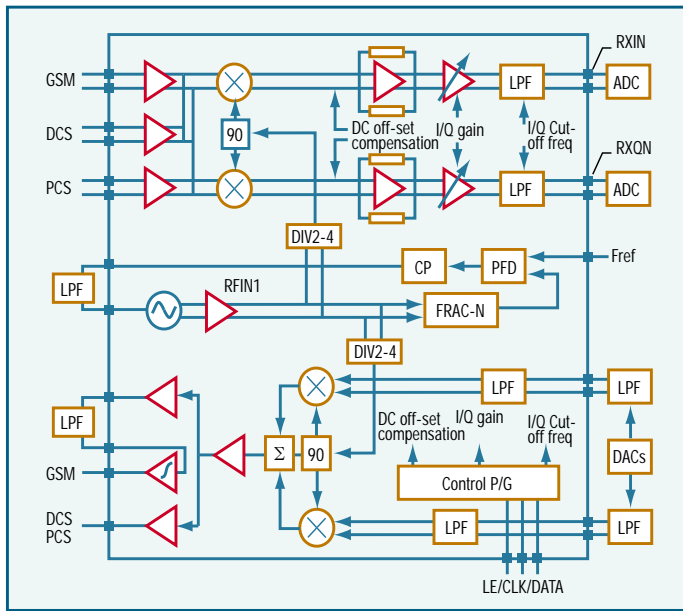 GSM
RXIN
LPF
ADC
DCS
90
DC off-set
compensation
I/Q gain
I/Q Cut-
off freq
RXQN
PCS
LPF
ADC
DIV2-4
Fref
LPF
RFIN1
CP
PFD
FRAC-N
DIV2-4
LPF
LPF
LPF
DC off-set
compensation
I/Q gain
I/Q Cut-
off freq
GSM
Σ
90
DACs
Control P/G
DCS
PCS
LPF
LPF
LE/CLK/DATA